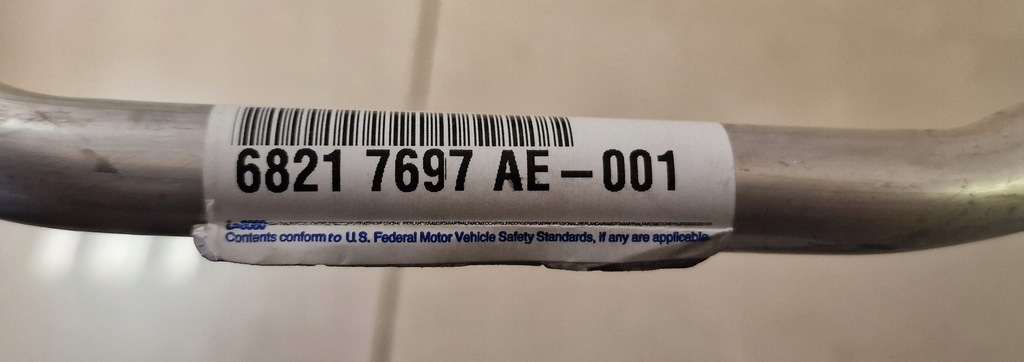 6821 7697 AE-001
Contents conform to U.S. Federal Motor Vehicle Safety Standards, if any are applicable.